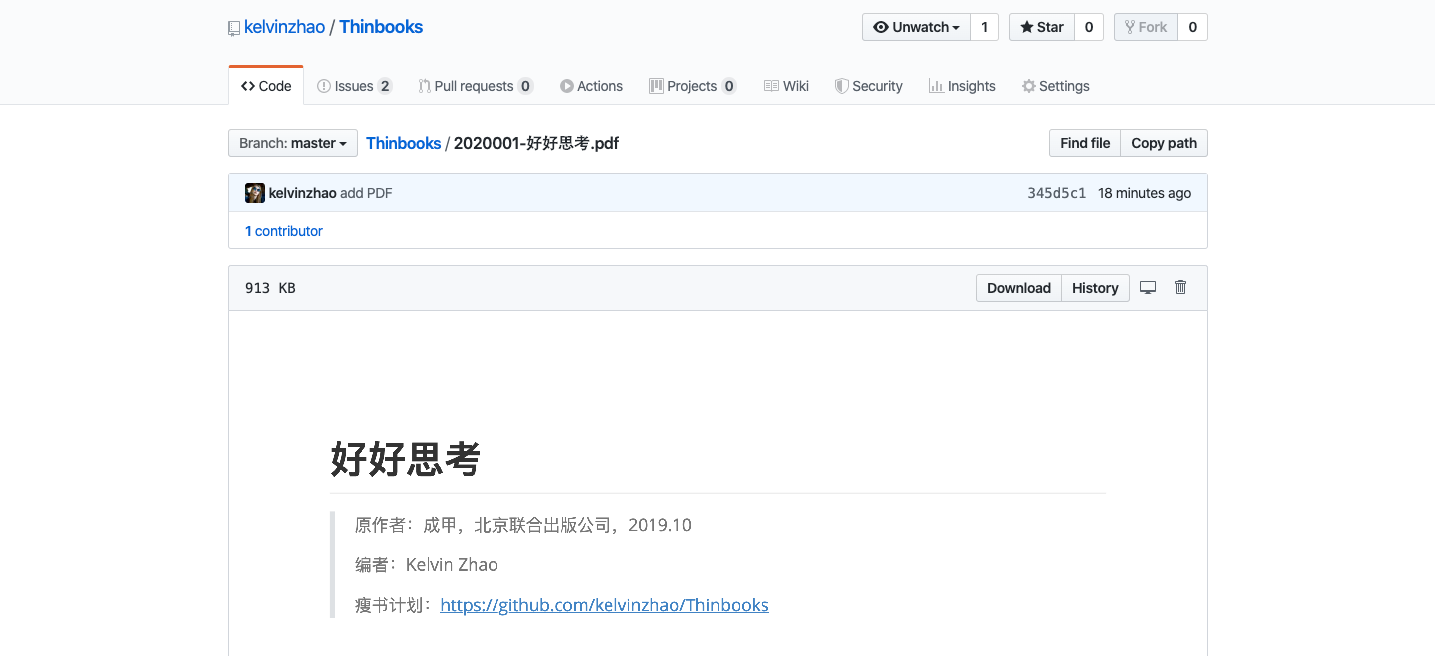 kelvinzhao / Thinbooks
Unwatch 1 Star 0 Fork 0
Code Issues 2 Pull requests 0 Actions Projects 0 Wiki Security Insights Settings
Branch: master Thinbooks / 2020001-好好思考.pdf Find file Copy path
kelvinzhao add PDF 345d5c1 18 minutes ago
1 contributor
913 KB Download History
好好思考
原作者：成甲，北京联合出版公司，2019.10
编者：Kelvin Zhao
瘦书计划：https://github.com/kelvinzhao/Thinbooks